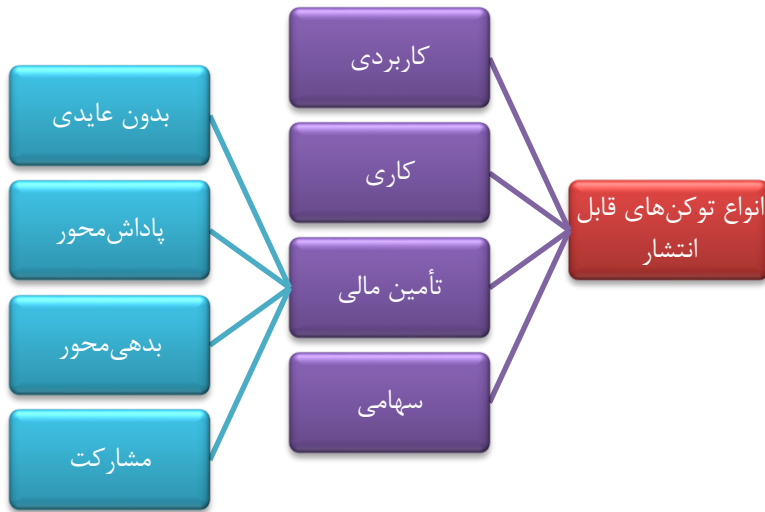 انواع توکن‌های قابل
انتشار
کاربردی
کاری
تأمین مالی
سهامی
بدون عایدی
پاداش‌محور
بدهی‌محور
مشارکت